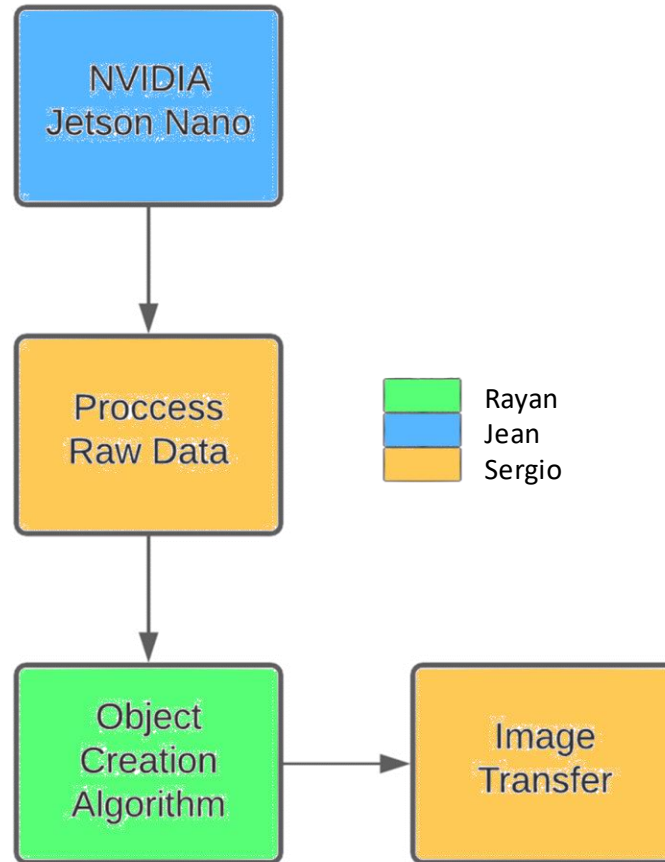 NVIDIA
Jetson Nano
Proccess
Raw Data
Rayan
Jean
Sergio
Object
Creation
Algorithm
Image
Transfer